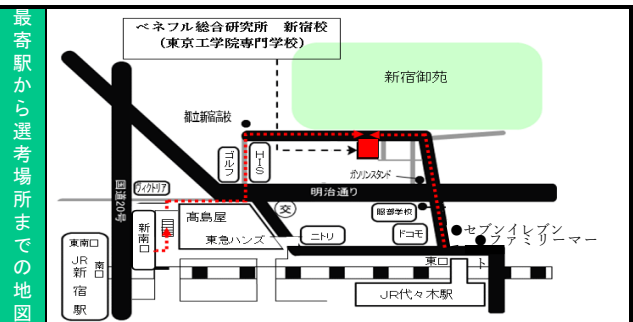 最寄駅から選考場所までの地図
ベネフル総合研究所 新宿校
(東京工学院専門学校)
新宿御苑
都立新宿高校
ゴルフ
HIS
ガソリンスタンド
ヴィクトリア
明治通り
国道20号
交
服部学校
高島屋
新南口
東急ハンズ
ニトリ
ドコモ
セブンイレブン
ファミリーマー
ト
東口
東南口
JR
南口
新
宿
駅
JR代々木駅